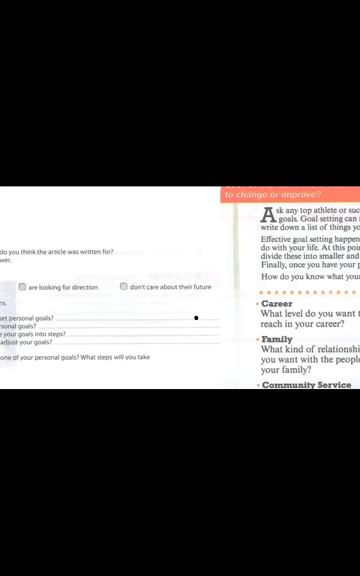 do you think the article was written for?
wer.
are looking for direction
don't care about their future
ns.
set personal goals?
rsonal goals?
e your goals into steps?
adjust your goals?
one of your personal goals? What steps will you take
to change or improve?
Ask any top athlete or suc
goals. Goal setting can
write down a list of things yo
Effective goal setting happen
do with your life. At this poi
divide these into smaller and
Finally, once you have your p
How do you know what your
• Career
What level do you want t
reach in your career?
• Family
What kind of relationshi
you want with the people
your family?
• Community Service